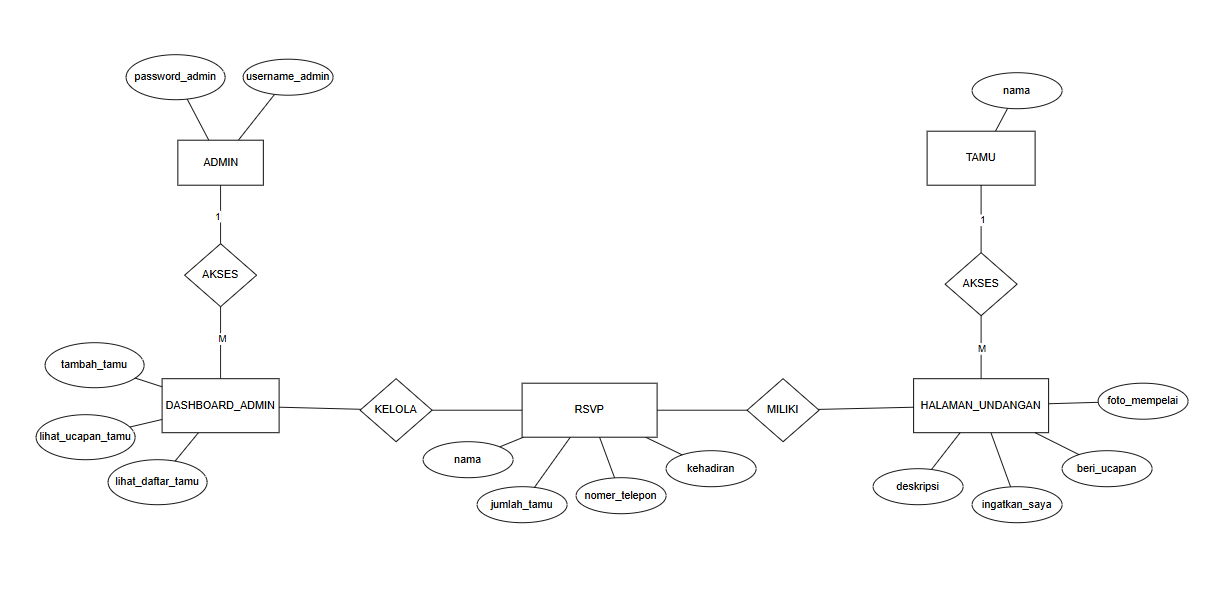 password_admin
username_admin
nama
ADMIN
TAMU
1
1
AKSES
AKSES
M
M
tambah_tamu
DASHBOARD_ADMIN
KELOLA
RSVP
MILIKI
HALAMAN_UNDANGAN
foto_mempelai
lihat_ucapan_tamu
nama
kehadiran
beri_ucapan
lihat_daftar_tamu
jumlah_tamu
nomer_telepon
deskripsi
ingatkan_saya